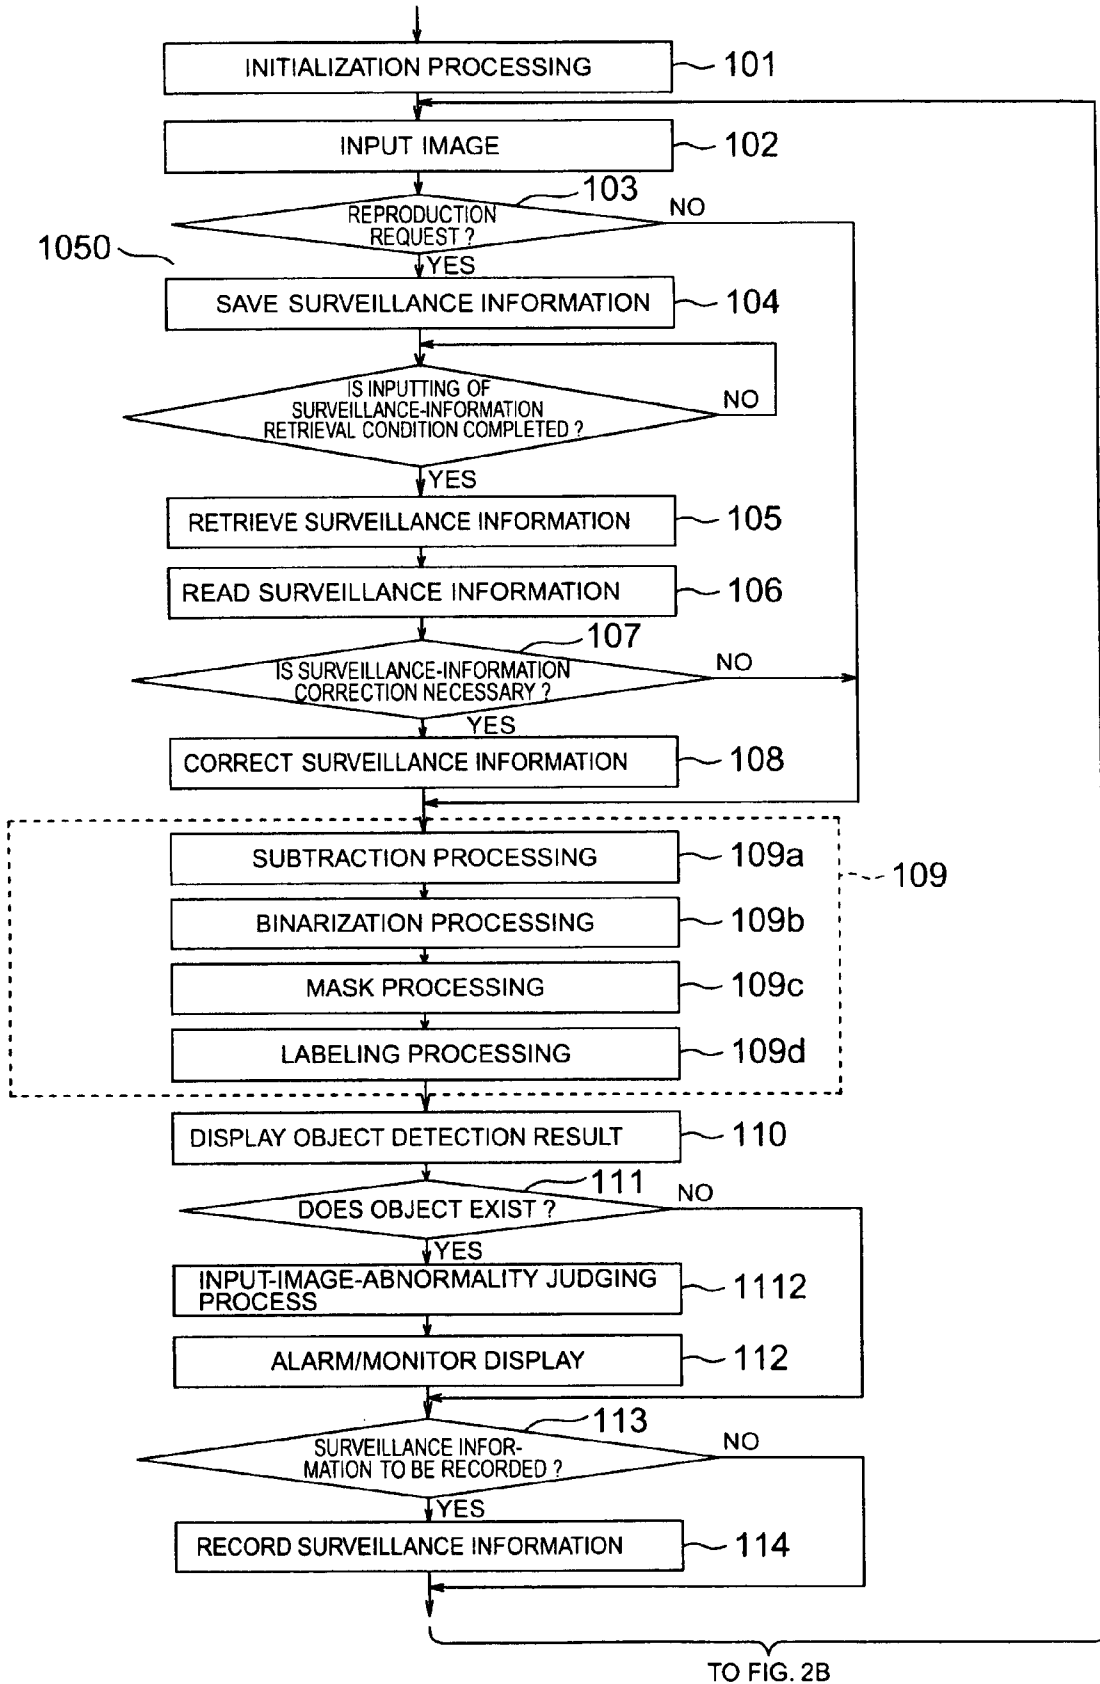 INITIALIZATION PROCESSING
101
INPUT IMAGE
102
103
REPRODUCTION
REQUEST ?
NO
1050
YES
SAVE SURVEILLANCE INFORMATION
104
IS INPUTTING OF
SURVEILLANCE-INFORMATION
RETRIEVAL CONDITION COMPLETED ?
NO
YES
RETRIEVE SURVEILLANCE INFORMATION
105
READ SURVEILLANCE INFORMATION
106
107
IS SURVEILLANCE-INFORMATION
CORRECTION NECESSARY ?
NO
YES
CORRECT SURVEILLANCE INFORMATION
108
SUBTRACTION PROCESSING
109a
109
BINARIZATION PROCESSING
109b
MASK PROCESSING
109c
LABELING PROCESSING
109d
DISPLAY OBJECT DETECTION RESULT
110
111
DOES OBJECT EXIST ?
NO
YES
INPUT-IMAGE-ABNORMALITY JUDGING
PROCESS
1112
ALARM/MONITOR DISPLAY
112
113
SURVEILLANCE INFOR-
MATION TO BE RECORDED ?
NO
YES
RECORD SURVEILLANCE INFORMATION
114
TO FIG. 2B